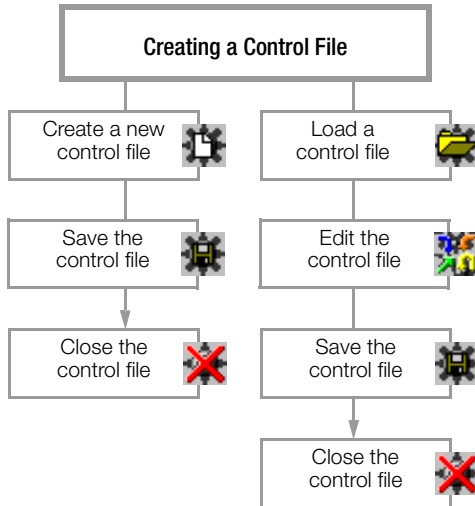 Creating a Control File
Create a new
control file
Save the
control file
Close the
control file
Load a
control file
Edit the
control file
Save the
control file
Close the
control file